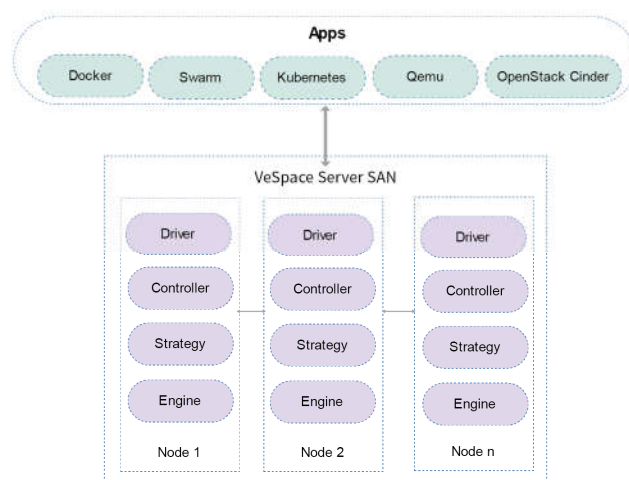 Apps
Docker
Swarm
Kubernetes
Qemu
OpenStack Cinder
VeSpace Server SAN
Driver
Controller
Strategy
Engine
Node 1
Driver
Controller
Strategy
Engine
Node 2
Driver
Controller
Strategy
Engine
Node n